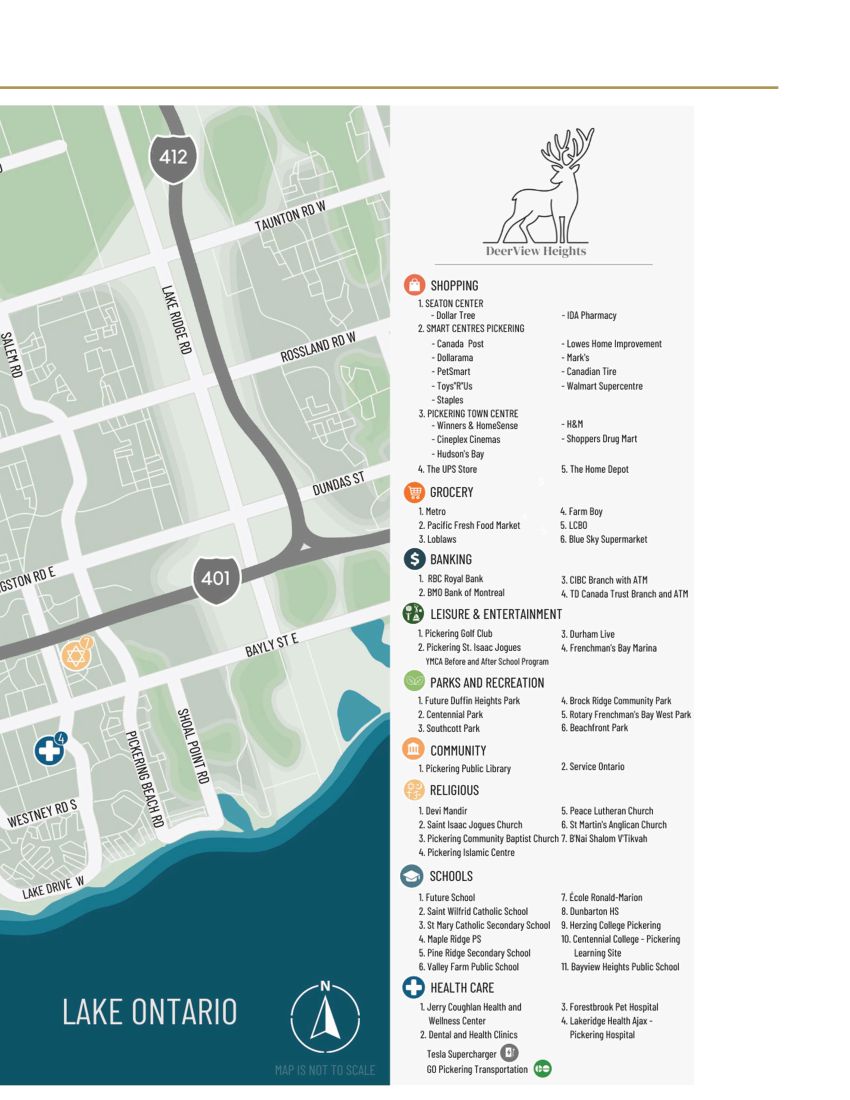 412
TAUNTON RD W
LAKE RIDGE RD
SALEM RD
ROSSLAND RD W
DUNDAS ST
GSTON RD E
401
BAYLY ST E
7
4
SHOAL POINT RD
PICKERING BEACH RD
WESTNEY RD S
LAKE DRIVE W
LAKE ONTARIO
N
MAP IS NOT TO SCALE
DeerView Heights
SHOPPING
1. SEATON CENTER
- Dollar Tree
- IDA Pharmacy
2. SMART CENTRES PICKERING
- Canada Post
- Lowes Home Improvement
- Dollarama
- Mark's
- PetSmart
- Canadian Tire
- Toys"R"Us
- Walmart Supercentre
- Staples
3. PICKERING TOWN CENTRE
- Winners & HomeSense
- H&M
- Cineplex Cinemas
- Shoppers Drug Mart
- Hudson's Bay
4. The UPS Store
5. The Home Depot
GROCERY
1. Metro
4. Farm Boy
2. Pacific Fresh Food Market
5. LCBO
3. Loblaws
6. Blue Sky Supermarket
$ BANKING
1. RBC Royal Bank
3. CIBC Branch with ATM
2. BMO Bank of Montreal
4. TD Canada Trust Branch and ATM
LEISURE & ENTERTAINMENT
1. Pickering Golf Club
3. Durham Live
2. Pickering St. Isaac Jogues
4. Frenchman's Bay Marina
YMCA Before and After School Program
PARKS AND RECREATION
1. Future Duffin Heights Park
4. Brock Ridge Community Park
2. Centennial Park
5. Rotary Frenchman's Bay West Park
3. Southcott Park
6. Beachfront Park
COMMUNITY
1. Pickering Public Library
2. Service Ontario
RELIGIOUS
1. Devi Mandir
5. Peace Lutheran Church
2. Saint Isaac Jogues Church
6. St Martin's Anglican Church
3. Pickering Community Baptist Church
7. B'Nai Shalom V'Tikvah
4. Pickering Islamic Centre
SCHOOLS
1. Future School
7. École Ronald-Marion
2. Saint Wilfrid Catholic School
8. Dunbarton HS
3. St Mary Catholic Secondary School
9. Herzing College Pickering
4. Maple Ridge PS
10. Centennial College - Pickering
Learning Site
5. Pine Ridge Secondary School
6. Valley Farm Public School
11. Bayview Heights Public School
HEALTH CARE
1. Jerry Coughlan Health and
Wellness Center
3. Forestbrook Pet Hospital
2. Dental and Health Clinics
4. Lakeridge Health Ajax -
Pickering Hospital
Tesla Supercharger
GO Pickering Transportation